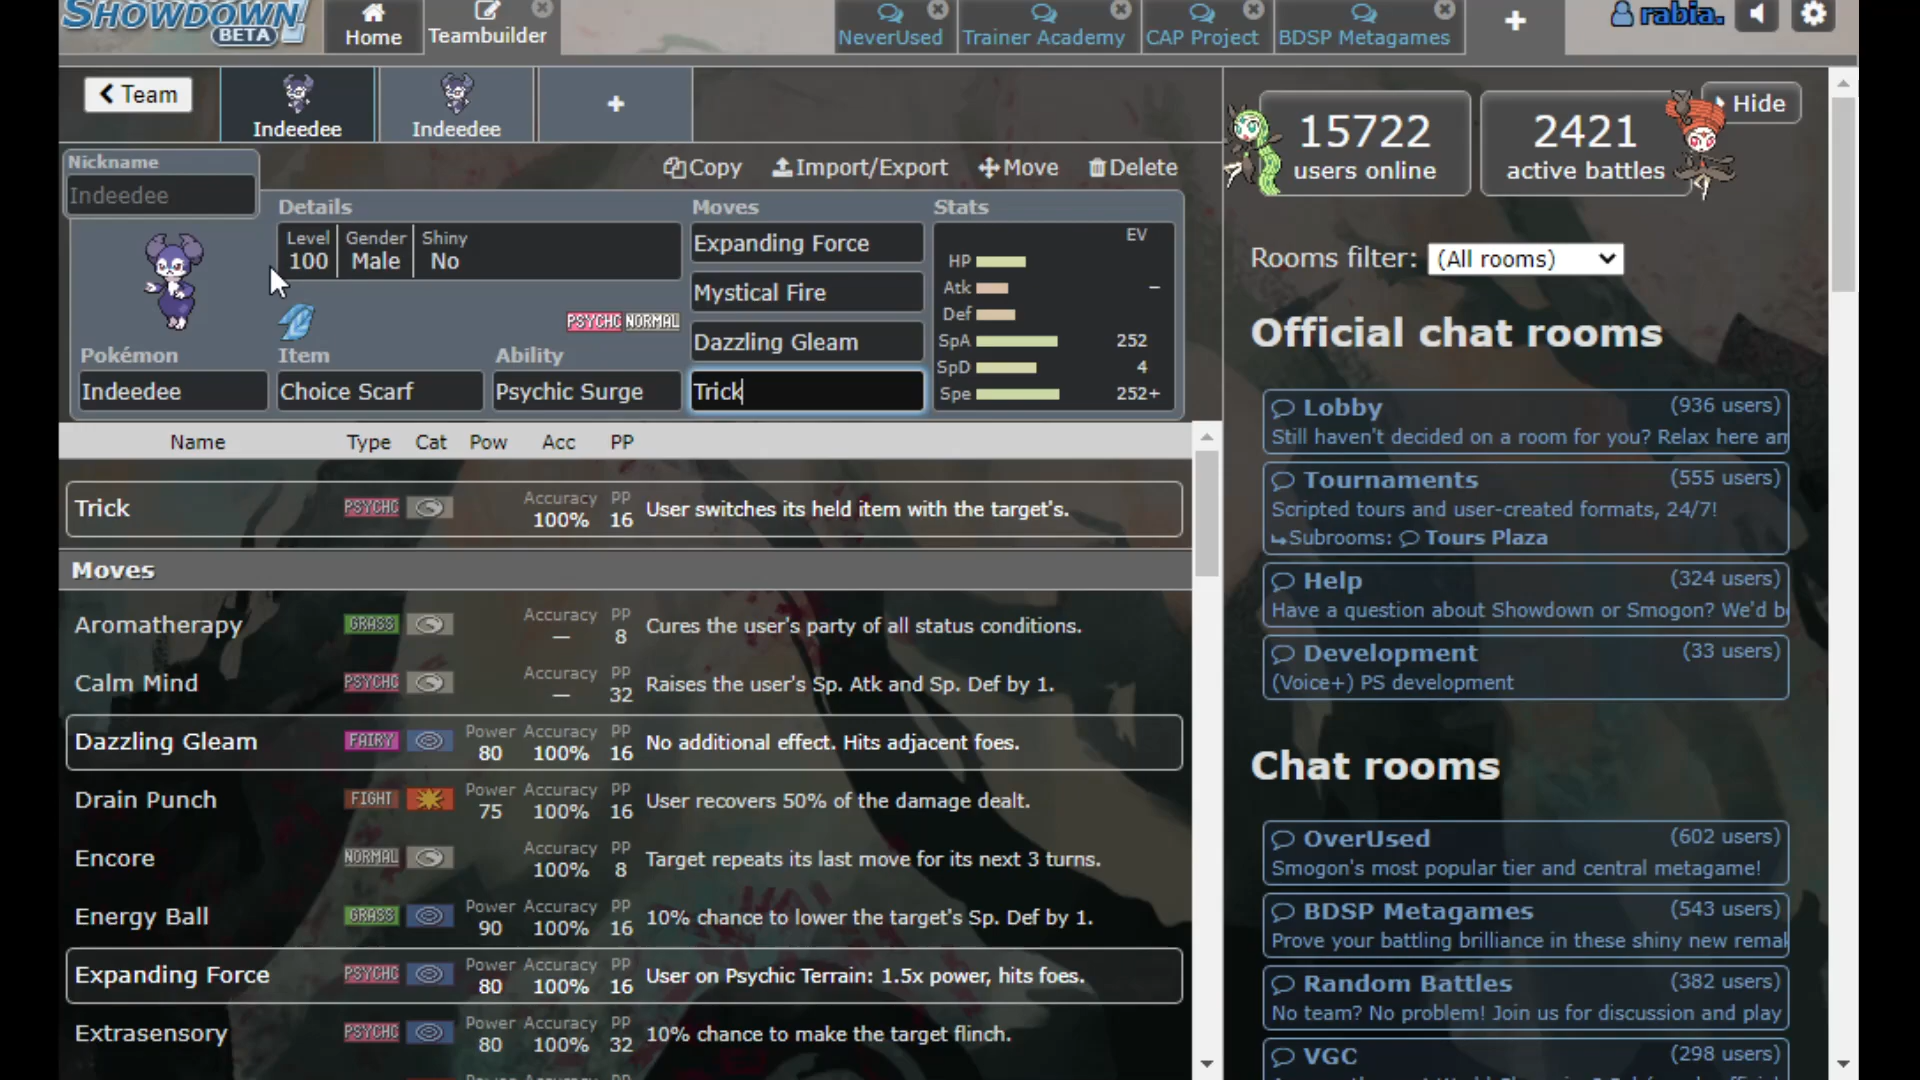 SHOWDOWN
BETA
Home
Teambuilder
NeverUsed
Trainer Academy
CAP Project
BDSP Metagames
rabia.
Team
Indeedee
Indeedee
Hide
15722
users online
2421
active battles
Nickname
Indeedee
Copy
Import/Export
Move
Delete
Details
Level Gender Shiny
100 Male No
PSYCHC NORMAL
Pokémon
Indeedee
Item
Choice Scarf
Ability
Psychic Surge
Moves
Expanding Force
Mystical Fire
Dazzling Gleam
Trick
Stats
EV
HP
Atk –
Def
SpA 252
SpD 4
Spe 252+
Rooms filter: (All rooms)
Name Type Cat Pow Acc PP
Trick PSYCHC Accuracy 100% PP 16 User switches its held item with the target's.
Moves
Aromatherapy GRASS Accuracy — PP 8 Cures the user's party of all status conditions.
Calm Mind PSYCHC Accuracy — PP 32 Raises the user's Sp. Atk and Sp. Def by 1.
Dazzling Gleam FAIRY Power 80 Accuracy 100% PP 16 No additional effect. Hits adjacent foes.
Drain Punch FIGHT Power 75 Accuracy 100% PP 16 User recovers 50% of the damage dealt.
Encore NORMAL Accuracy 100% PP 8 Target repeats its last move for its next 3 turns.
Energy Ball GRASS Power 90 Accuracy 100% PP 16 10% chance to lower the target's Sp. Def by 1.
Expanding Force PSYCHC Power 80 Accuracy 100% PP 16 User on Psychic Terrain: 1.5x power, hits foes.
Extrasensory PSYCHC Power 80 Accuracy 100% PP 32 10% chance to make the target flinch.
Official chat rooms
Lobby (936 users)
Still haven't decided on a room for you? Relax here am
Tournaments (555 users)
Scripted tours and user-created formats, 24/7!
Subrooms: Tours Plaza
Help (324 users)
Have a question about Showdown or Smogon? We'd b
Development (33 users)
(Voice+) PS development
Chat rooms
OverUsed (602 users)
Smogon's most popular tier and central metagame!
BDSP Metagames (543 users)
Prove your battling brilliance in these shiny new remal
Random Battles (382 users)
No team? No problem! Join us for discussion and play
VGC (298 users)